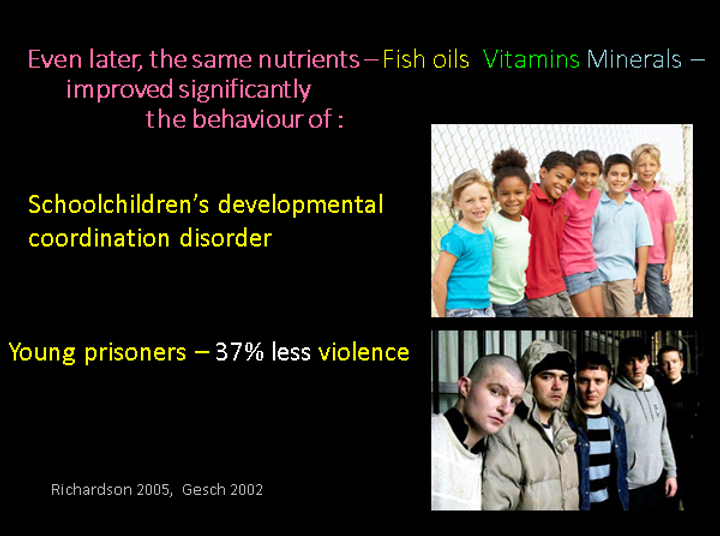 Even later, the same nutrients – Fish oils Vitamins Minerals –
improved significantly
the behaviour of :
Schoolchildren’s developmental
coordination disorder
Young prisoners – 37% less violence
Richardson 2005, Gesch 2002